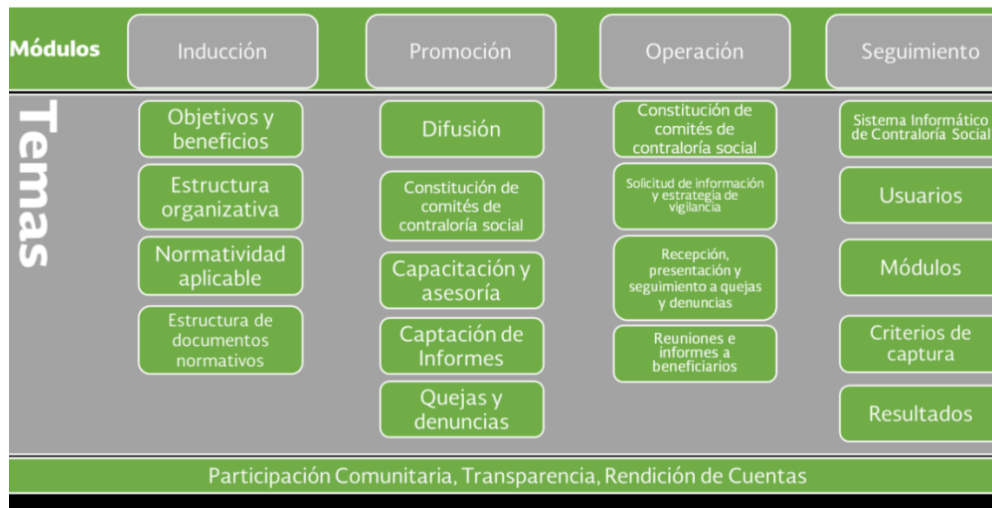 Módulos
Inducción
Promoción
Operación
Seguimiento
Temas
Objetivos y
beneficios
Estructura
organizativa
Normatividad
aplicable
Estructura de
documentos
normativos
Difusión
Constitución de
comités de
contraloría social
Capacitación y
asesoría
Captación de
Informes
Quejas y
denuncias
Constitución de
comités de
contraloría social
Solicitud de información
y estrategia de
vigilancia
Recepción,
presentación y
seguimiento a quejas
y denuncias
Reuniones e
informes a
beneficiarios
Sistema Informático
de Contraloría Social
Usuarios
Módulos
Criterios de
captura
Resultados
Participación Comunitaria, Transparencia, Rendición de Cuentas